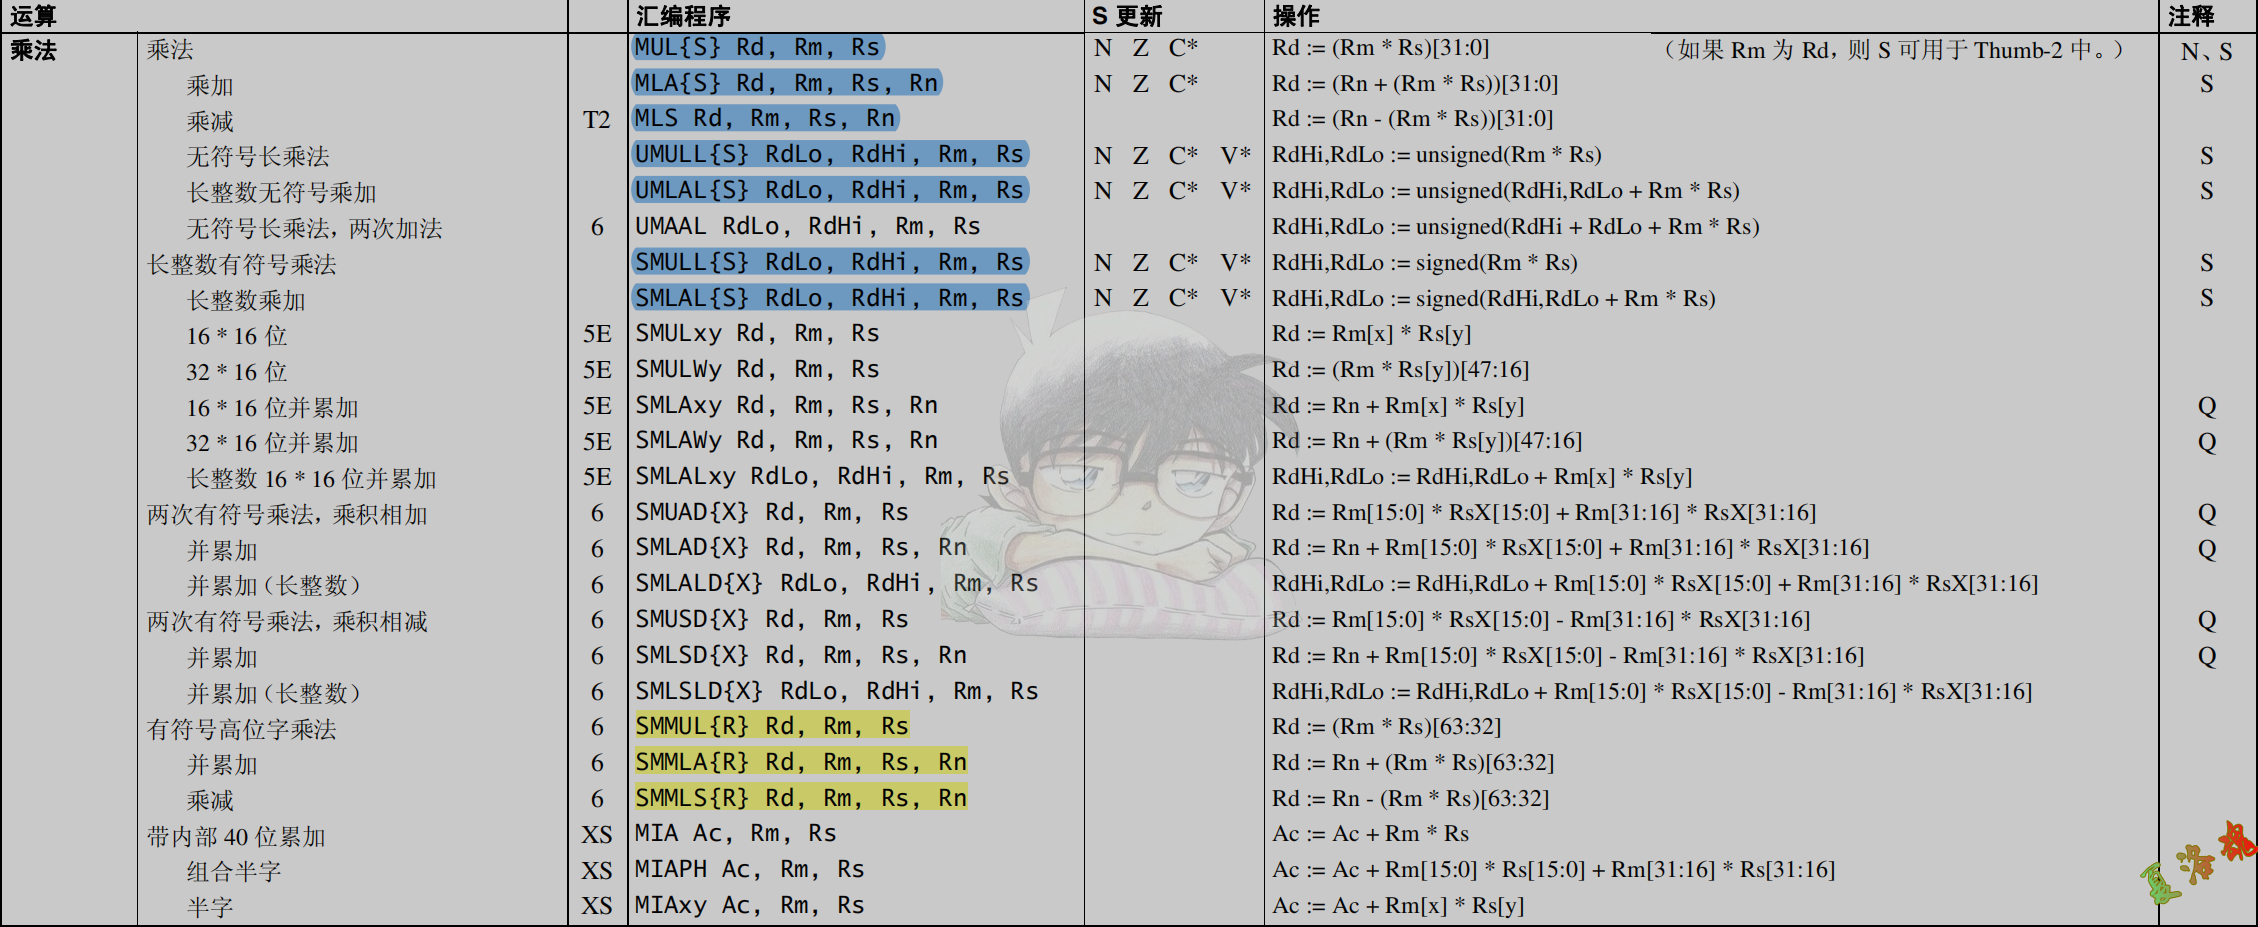 运算 汇编程序 S 更新 操作 注释
乘法 乘法 MUL{S} Rd, Rm, Rs N Z C* Rd := (Rm * Rs)[31:0] （如果 Rm 为 Rd，则 S 可用于 Thumb-2 中。） N、S
乘加 MLA{S} Rd, Rm, Rs, Rn N Z C* Rd := (Rn + (Rm * Rs))[31:0] S
乘减 T2 MLS Rd, Rm, Rs, Rn Rd := (Rn - (Rm * Rs))[31:0]
无符号长乘法 UMULL{S} RdLo, RdHi, Rm, Rs N Z C* V* RdHi,RdLo := unsigned(Rm * Rs) S
长整数无符号乘加 UMLAL{S} RdLo, RdHi, Rm, Rs N Z C* V* RdHi,RdLo := unsigned(RdHi,RdLo + Rm * Rs) S
无符号长乘法，两次加法 6 UMAAL RdLo, RdHi, Rm, Rs RdHi,RdLo := unsigned(RdHi + RdLo + Rm * Rs)
长整数有符号乘法 SMULL{S} RdLo, RdHi, Rm, Rs N Z C* V* RdHi,RdLo := signed(Rm * Rs) S
长整数乘加 SMLAL{S} RdLo, RdHi, Rm, Rs N Z C* V* RdHi,RdLo := signed(RdHi,RdLo + Rm * Rs) S
16 * 16 位 5E SMULxy Rd, Rm, Rs Rd := Rm[x] * Rs[y]
32 * 16 位 5E SMULWy Rd, Rm, Rs Rd := (Rm * Rs[y])[47:16]
16 * 16 位并累加 5E SMLAxy Rd, Rm, Rs, Rn Rd := Rn + Rm[x] * Rs[y] Q
32 * 16 位并累加 5E SMLAWy Rd, Rm, Rs, Rn Rd := Rn + (Rm * Rs[y])[47:16] Q
长整数 16 * 16 位并累加 5E SMLALxy RdLo, RdHi, Rm, Rs RdHi,RdLo := RdHi,RdLo + Rm[x] * Rs[y]
两次有符号乘法，乘积相加 6 SMUAD{X} Rd, Rm, Rs Rd := Rm[15:0] * RsX[15:0] + Rm[31:16] * RsX[31:16] Q
并累加 6 SMLAD{X} Rd, Rm, Rs, Rn Rd := Rn + Rm[15:0] * RsX[15:0] + Rm[31:16] * RsX[31:16] Q
并累加（长整数） 6 SMLALD{X} RdLo, RdHi, Rm, Rs RdHi,RdLo := RdHi,RdLo + Rm[15:0] * RsX[15:0] + Rm[31:16] * RsX[31:16]
两次有符号乘法，乘积相减 6 SMUSD{X} Rd, Rm, Rs Rd := Rm[15:0] * RsX[15:0] - Rm[31:16] * RsX[31:16] Q
并累加 6 SMLSD{X} Rd, Rm, Rs, Rn Rd := Rn + Rm[15:0] * RsX[15:0] - Rm[31:16] * RsX[31:16] Q
并累加（长整数） 6 SMLSLD{X} RdLo, RdHi, Rm, Rs RdHi,RdLo := RdHi,RdLo + Rm[15:0] * RsX[15:0] - Rm[31:16] * RsX[31:16]
有符号高位字乘法 6 SMMUL{R} Rd, Rm, Rs Rd := (Rm * Rs)[63:32]
并累加 6 SMMLA{R} Rd, Rm, Rs, Rn Rd := Rn + (Rm * Rs)[63:32]
乘减 6 SMMLS{R} Rd, Rm, Rs, Rn Rd := Rn - (Rm * Rs)[63:32]
带内部 40 位累加 XS MIA Ac, Rm, Rs Ac := Ac + Rm * Rs
组合半字 XS MIAPH Ac, Rm, Rs Ac := Ac + Rm[15:0] * Rs[15:0] + Rm[31:16] * Rs[31:16]
半字 XS MIAxy Ac, Rm, Rs Ac := Ac + Rm[x] * Rs[y]